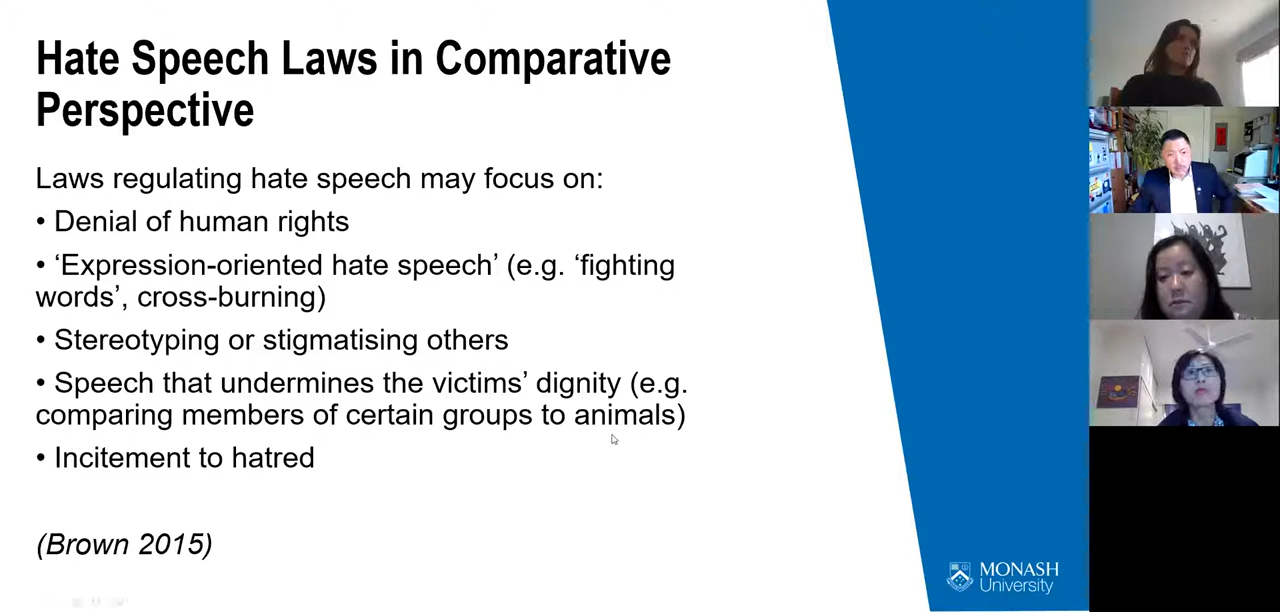 Hate Speech Laws in Comparative
Perspective
Laws regulating hate speech may focus on:
• Denial of human rights
• ‘Expression-oriented hate speech’ (e.g. ‘fighting
words’, cross-burning)
• Stereotyping or stigmatising others
• Speech that undermines the victims’ dignity (e.g.
comparing members of certain groups to animals)
• Incitement to hatred
(Brown 2015)
MONASH
University